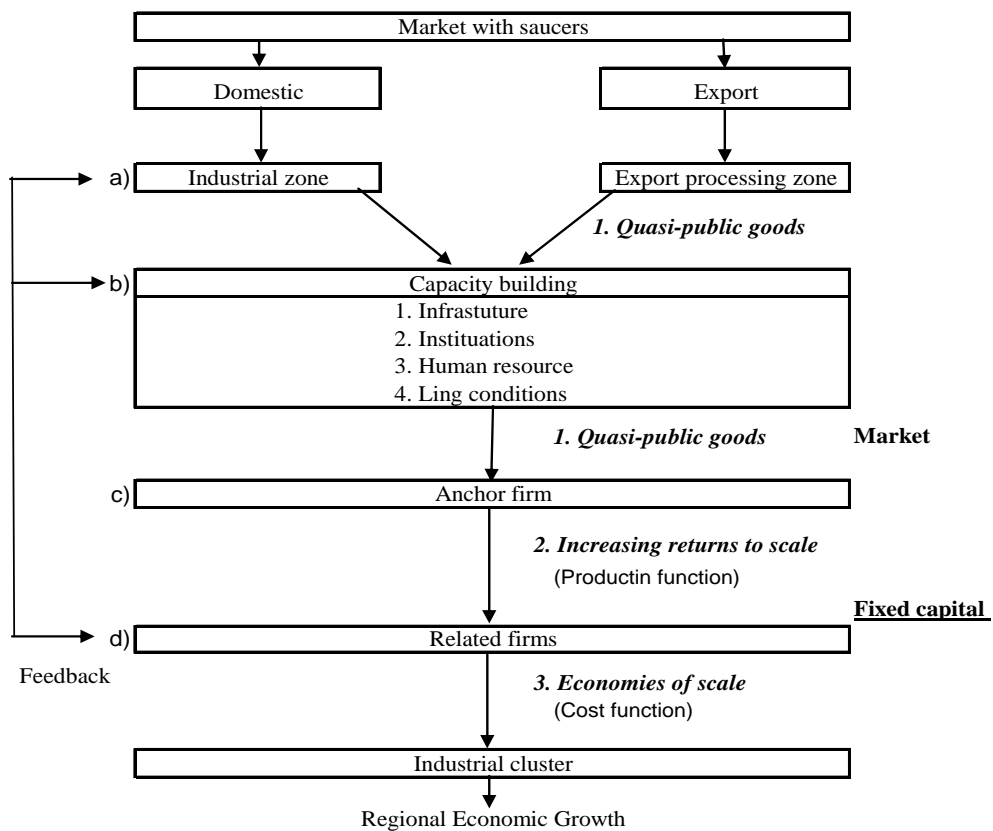 Market with saucers
Domestic
Export
a)
Industrial zone
Export processing zone
1. Quasi-public goods
b)
Capacity building
1. Infrastuture
2. Instituations
3. Human resource
4. Ling conditions
1. Quasi-public goods
Market
c)
Anchor firm
2. Increasing returns to scale
(Productin function)
Fixed capital
d)
Related firms
Feedback
3. Economies of scale
(Cost function)
Industrial cluster
Regional Economic Growth